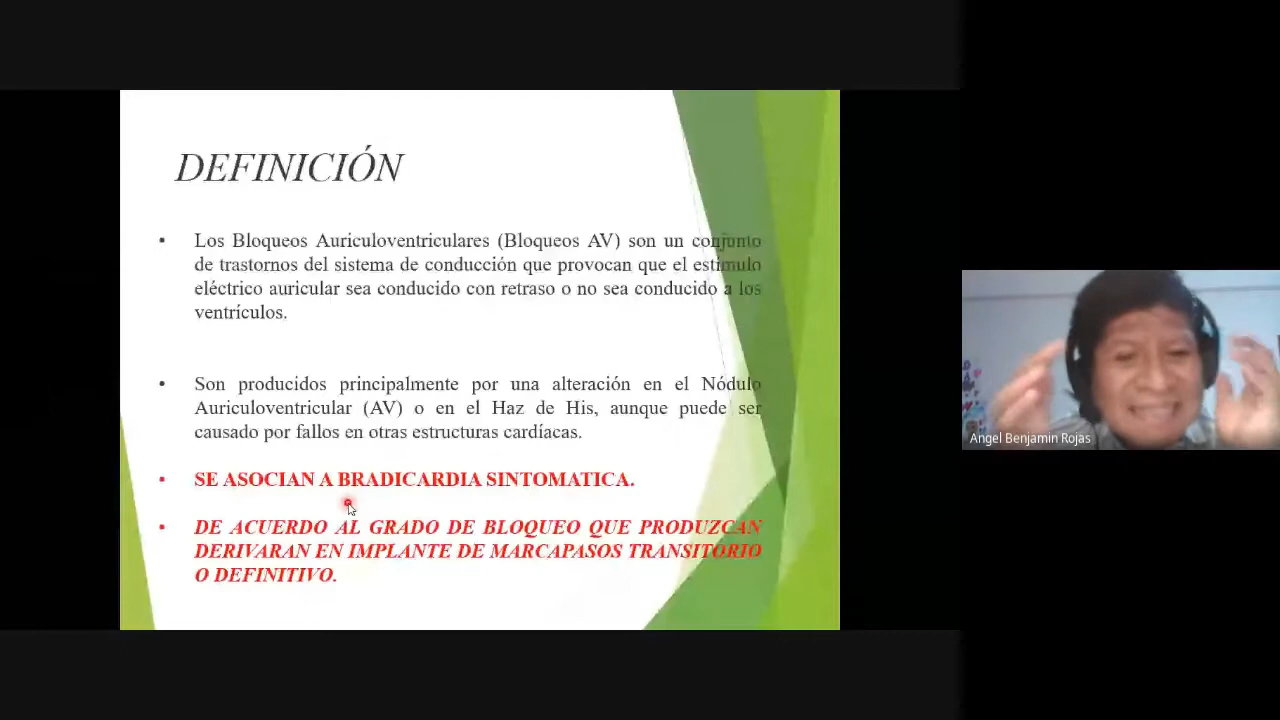 DEFINICIÓN
• Los Bloqueos Auriculoventriculares (Bloqueos AV) son un conjunto
de trastornos del sistema de conducción que provocan que el estímulo
eléctrico auricular sea conducido con retraso o no sea conducido a los
ventrículos.
• Son producidos principalmente por una alteración en el Nódulo
Auriculoventricular (AV) o en el Haz de His, aunque puede ser
causado por fallos en otras estructuras cardíacas.
• SE ASOCIAN A BRADICARDIA SINTOMATICA.
• DE ACUERDO AL GRADO DE BLOQUEO QUE PRODUZCAN
DERIVARAN EN IMPLANTE DE MARCAPASOS TRANSITORIO
O DEFINITIVO.
Angel Benjamin Rojas